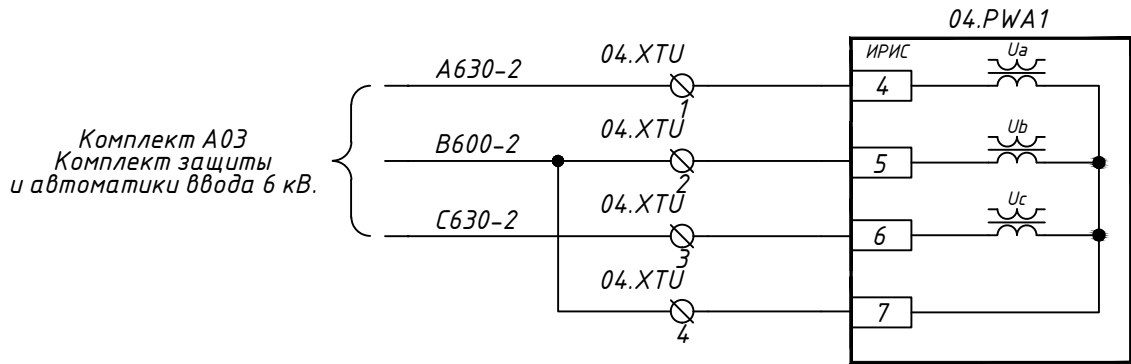 04.PWA1
ИРИС
Ua
A630-2
04.XTU
1
4
Комплект А03
Комплект защиты
и автоматики ввода 6 кВ.
B600-2
04.XTU
2
5
Ub
C630-2
04.XTU
3
6
Uc
04.XTU
4
7